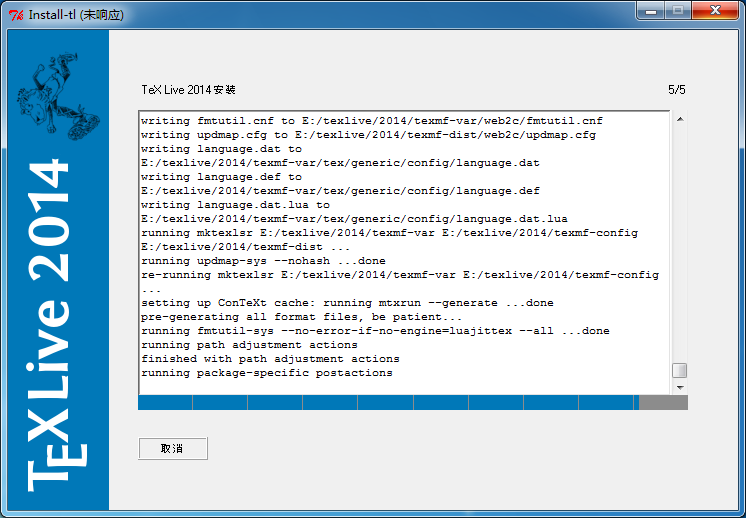 Install-tl (未响应)
TeX Live 2014
TeX Live 2014安装
5/5
writing fmtutil.cnf to E:/texlive/2014/texmf-var/web2c/fmtutil.cnf
writing updmap.cfg to E:/texlive/2014/texmf-dist/web2c/updmap.cfg
writing language.dat to
E:/texlive/2014/texmf-var/tex/generic/config/language.dat
writing language.def to
E:/texlive/2014/texmf-var/tex/generic/config/language.def
writing language.dat.lua to
E:/texlive/2014/texmf-var/tex/generic/config/language.dat.lua
running mktexlsr E:/texlive/2014/texmf-var E:/texlive/2014/texmf-config
E:/texlive/2014/texmf-dist ...
running updmap-sys --nohash ...done
re-running mktexlsr E:/texlive/2014/texmf-var E:/texlive/2014/texmf-config
...
setting up ConTeXt cache: running mtxrun --generate ...done
pre-generating all format files, be patient...
running fmtutil-sys --no-error-if-no-engine=luajittex --all ...done
running path adjustment actions
finished with path adjustment actions
running package-specific postactions
取消